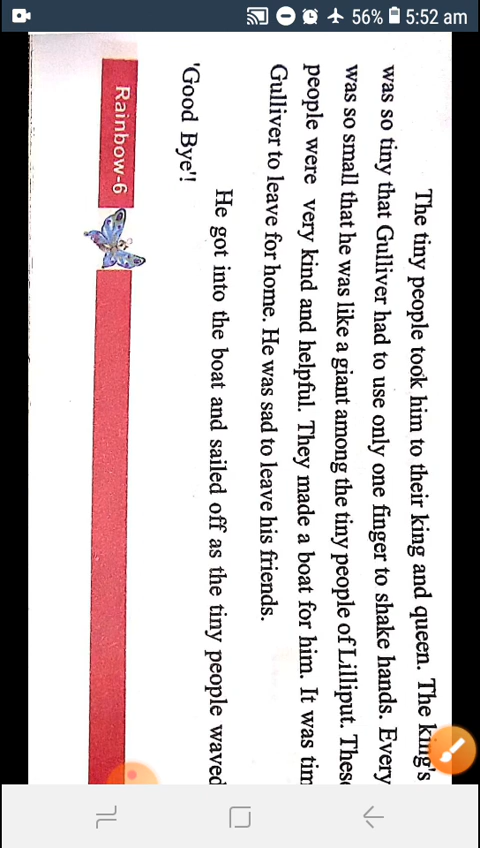 56% 5:52 am
The tiny people took him to their king and queen. The king's
was so tiny that Gulliver had to use only one finger to shake hands. Every
was so small that he was like a giant among the tiny people of Lilliput.
people were very kind and helpful. They made a boat for him. It was
Gulliver to leave for home. He was sad to leave his friends.
He got into the boat and sailed off as the tiny people waved
'Good Bye'!
Rainbow-6